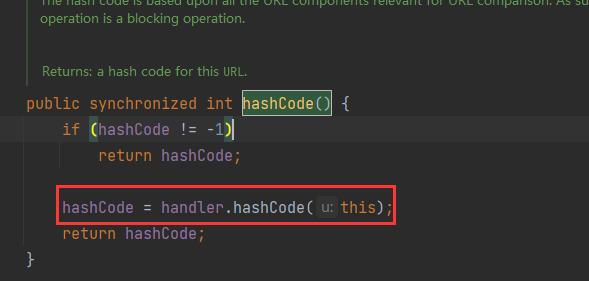 The hash code is based upon all the URL components relevant for URL comparison. As su
operation is a blocking operation.
Returns: a hash code for this URL.
public synchronized int hashCode() {
if (hashCode != -1)
return hashCode;
hashCode = handler.hashCode( u: this);
return hashCode;
}